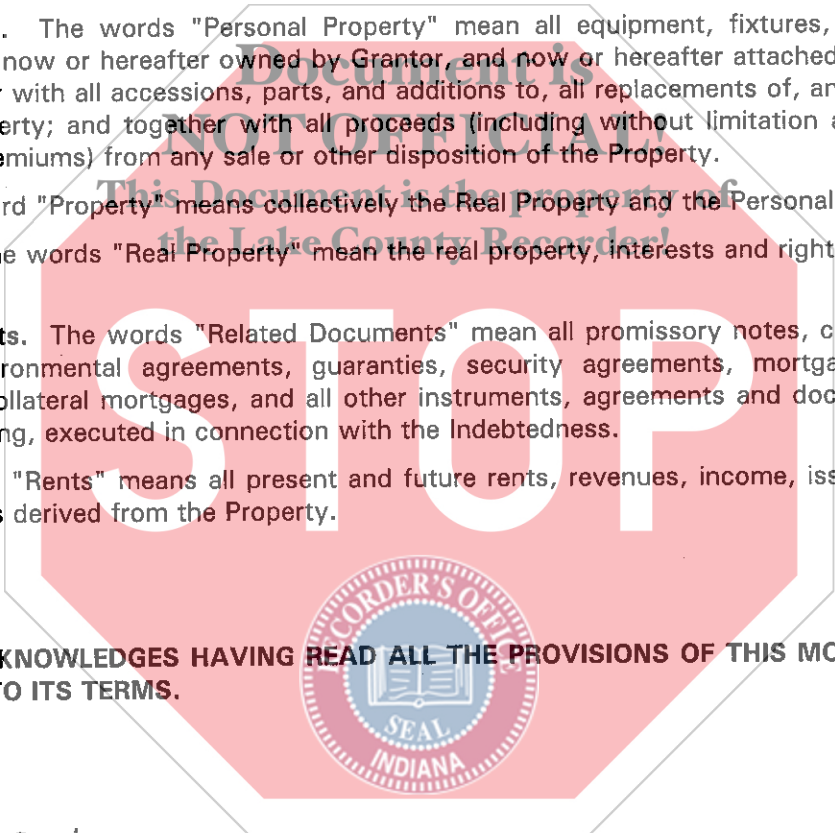 . The words "Personal Property" mean all equipment, fixtures,
now or hereafter owned by Grantor, and now or hereafter attached
with all accessions, parts, and additions to, all replacements of, an
erty; and together with all proceeds (including without limitation a
emiums) from any sale or other disposition of the Property.
rd "Property" means collectively the Real Property and the Personal
e words "Real Property" mean the real property, interests and right
ts. The words "Related Documents" mean all promissory notes, c
ronmental agreements, guaranties, security agreements, mortga
ollateral mortgages, and all other instruments, agreements and doc
ng, executed in connection with the Indebtedness.
"Rents" means all present and future rents, revenues, income, iss
s derived from the Property.
KNOWLEDGES HAVING READ ALL THE PROVISIONS OF THIS MO
TO ITS TERMS.
Document is
NOT OFFICIAL!
This Document is the property of
the Lake County Recorder!
STOP
RECORDER'S OFFICE
SEAL
INDIANA